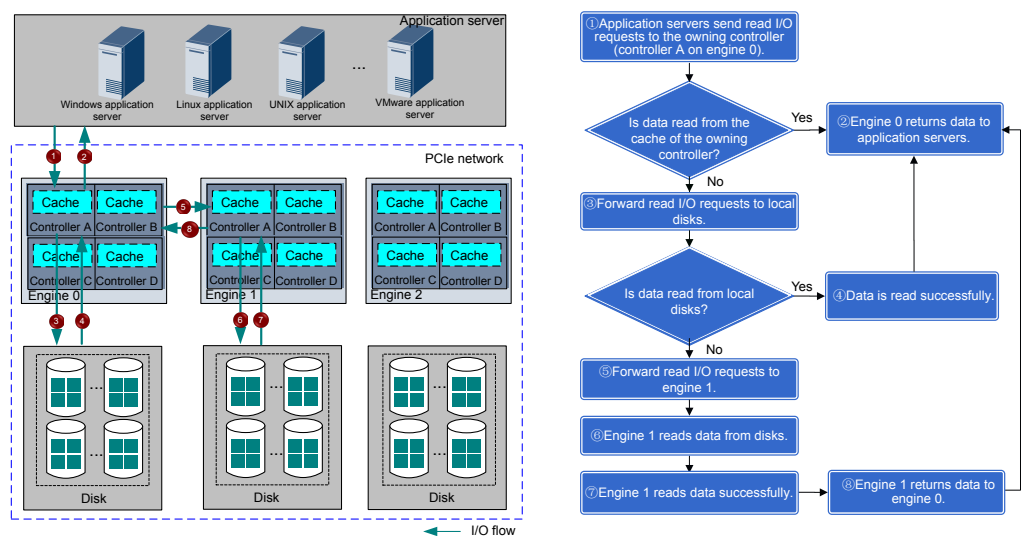 Application server
...
Windows application
server
Linux application
server
UNIX application
server
VMware application
server
1
2
PCIe network
Cache
Cache
Controller A
Controller B
Cache
Cache
Controller C
Controller D
Engine 0
5
8
Cache
Cache
Controller A
Controller B
Cache
Cache
Controller C
Controller D
Engine 1
Cache
Cache
Controller A
Controller B
Cache
Cache
Controller C
Controller D
Engine 2
3
4
6
7
...
...
Disk
...
...
Disk
...
...
Disk
I/O flow
①Application servers send read I/O
requests to the owning controller
(controller A on engine 0).
Is data read from the
cache of the owning
controller?
Yes
②Engine 0 returns data to
application servers.
No
③Forward read I/O requests to local
disks.
Is data read from local
disks?
Yes
④Data is read successfully.
No
⑤Forward read I/O requests to
engine 1.
⑥Engine 1 reads data from disks.
⑦Engine 1 reads data successfully.
⑧Engine 1 returns data to
engine 0.